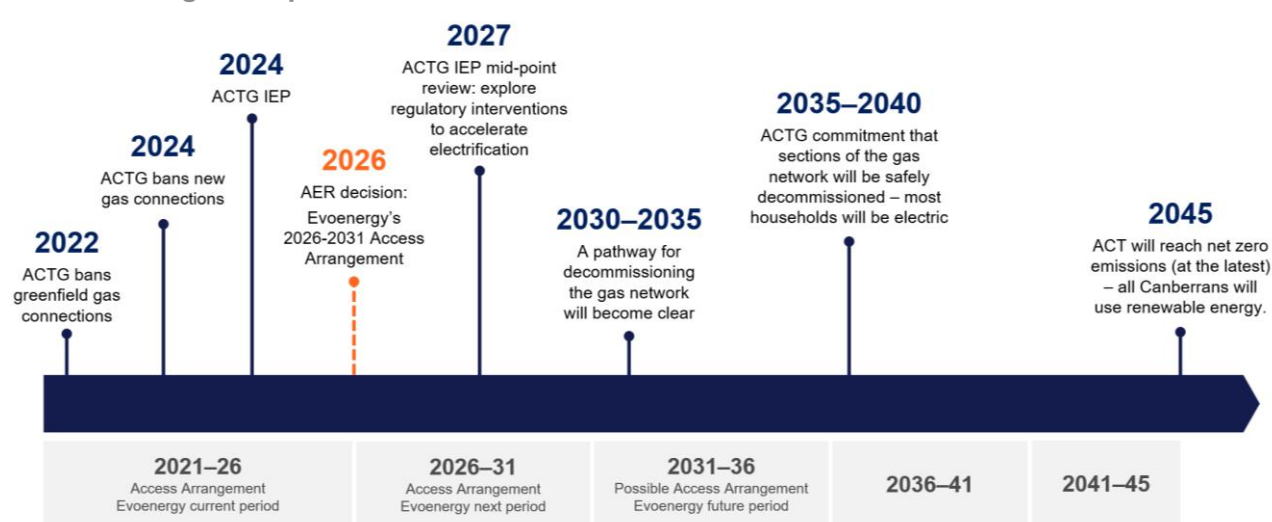 2022
ACTG bans
greenfield gas
connections
2024
ACTG bans new
gas connections
2024
ACTG IEP
2026
AER decision:
Evoenergy's
2026-2031 Access
Arrangement
2027
ACTG IEP mid-point
review: explore
regulatory interventions
to accelerate
electrification
2030–2035
A pathway for
decommissioning
the gas network
will become clear
2035–2040
ACTG commitment that
sections of the gas
network will be safely
decommissioned – most
households will be electric
2045
ACT will reach net zero
emissions (at the latest)
– all Canberrans will
use renewable energy.
2021–26
Access Arrangement
Evoenergy current period
2026–31
Access Arrangement
Evoenergy next period
2031–36
Possible Access Arrangement
Evoenergy future period
2036–41
2041–45